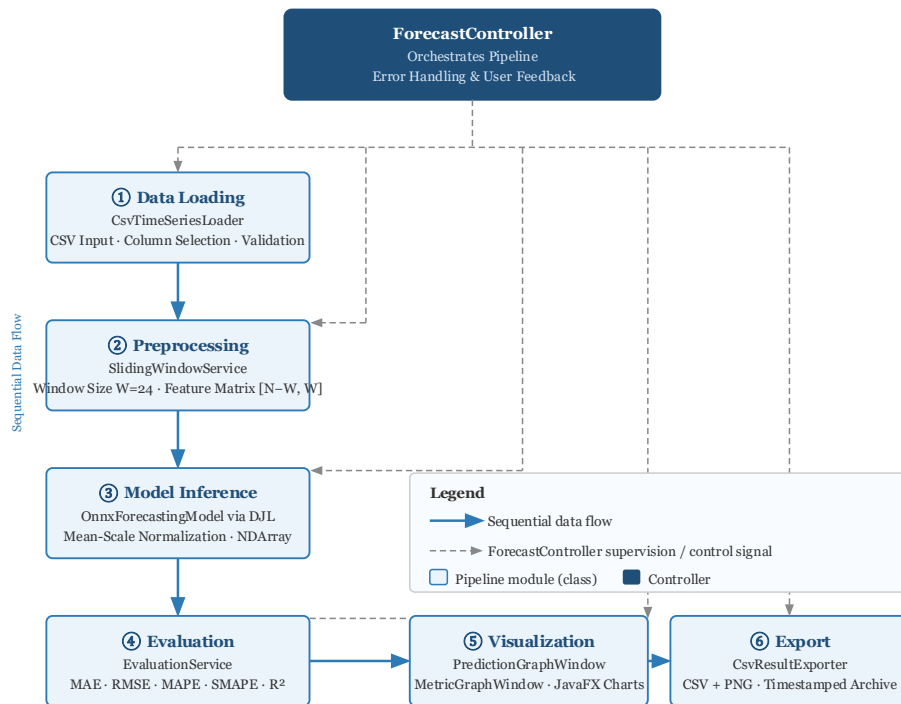 ForecastController
Orchestrates Pipeline
Error Handling & User Feedback
① Data Loading
CsvTimeSeriesLoader
CSV Input · Column Selection · Validation
Sequential Data Flow
② Preprocessing
SlidingWindowService
Window Size W=24 · Feature Matrix [N−W, W]
③ Model Inference
OnnxForecastingModel via DJL
Mean-Scale Normalization · NDArray
Legend
Sequential data flow
ForecastController supervision / control signal
Pipeline module (class)
Controller
④ Evaluation
EvaluationService
MAE · RMSE · MAPE · SMAPE · R²
⑤ Visualization
PredictionGraphWindow
MetricGraphWindow · JavaFX Charts
⑥ Export
CsvResultExporter
CSV + PNG · Timestamped Archive